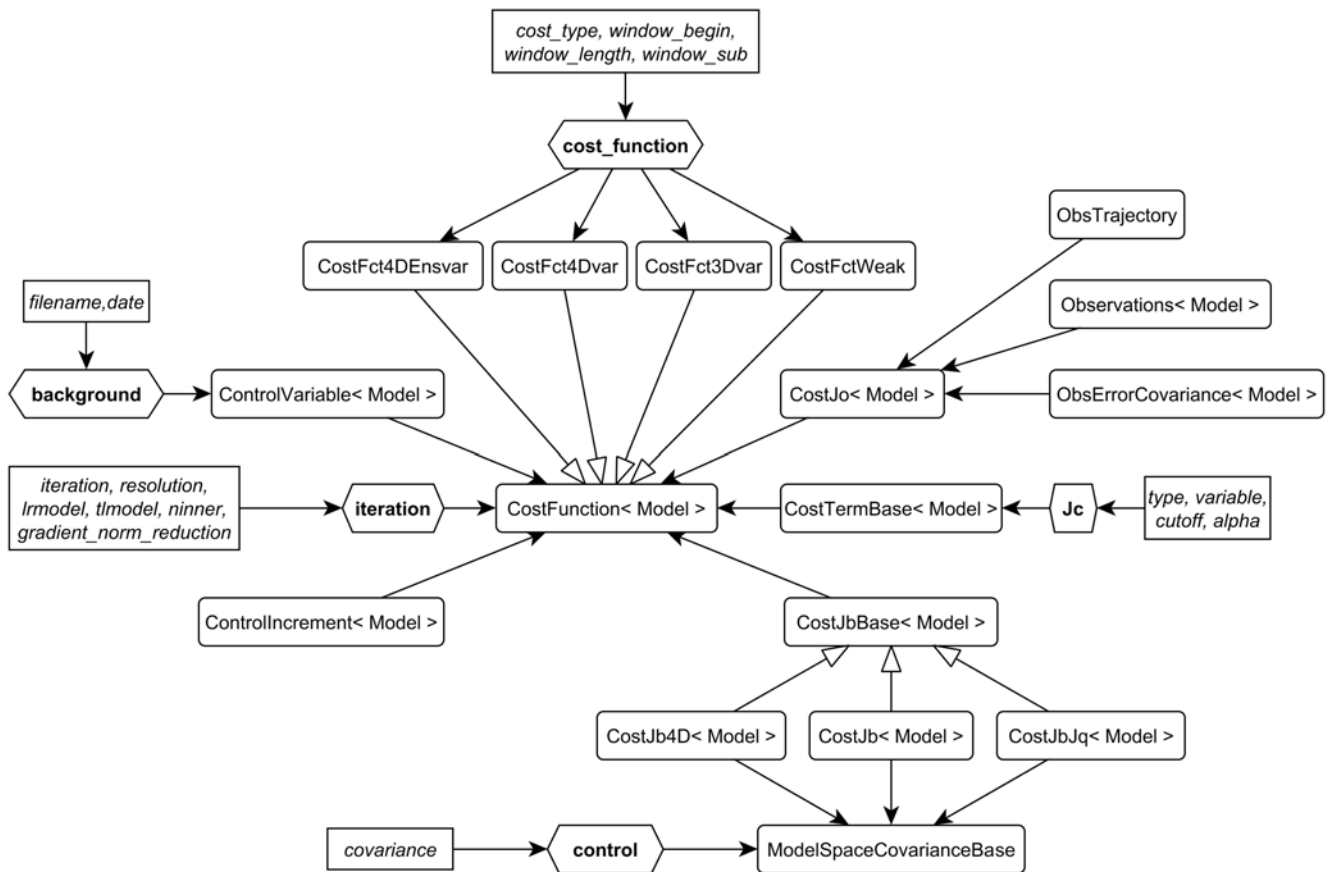 cost_type, window_begin,
window_length, window_sub
cost_function
ObsTrajectory
CostFct4DEnsvar
CostFct4Dvar
CostFct3Dvar
CostFctWeak
filename,date
Observations< Model >
background
ControlVariable< Model >
CostJo< Model >
ObsErrorCovariance< Model >
iteration, resolution,
lrmodel, tlmodel, ninner,
gradient_norm_reduction
iteration
CostFunction< Model >
CostTermBase< Model >
Jc
type, variable,
cutoff, alpha
ControlIncrement< Model >
CostJbBase< Model >
CostJb4D< Model >
CostJb< Model >
CostJbJq< Model >
covariance
control
ModelSpaceCovarianceBase